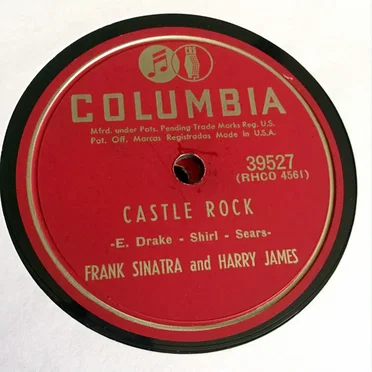 COLUMBIA
Mfrd. under Pats. Pending Trade Marks Reg. U.S.
Pat. Off. Marcas Registradas Made in U.S.A.
39527
(RHCO 4561)
CASTLE ROCK
-E. Drake - Shirl - Sears-
FRANK SINATRA and HARRY JAMES